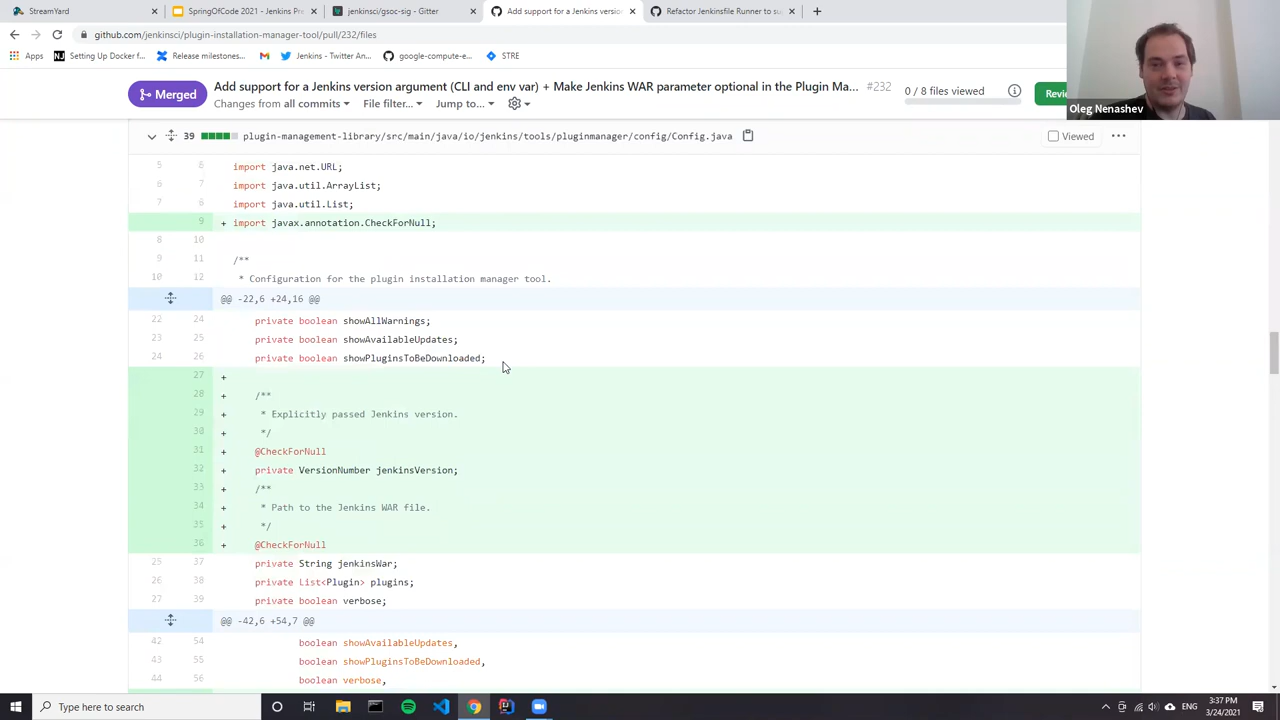 StreamYard
SpringOfCode 2021 - Jenkins Pre
jenkinsci/gsoc-sig - Gitter
Add support for a Jenkins versio
Refactor Jenkinsfile Runner to su
github.com/jenkinsci/plugin-installation-manager-tool/pull/232/files
Apps
Setting Up Docker f...
Release milestones...
Jenkins - Twitter An...
google-compute-e...
STRE
Oleg Nenashev
Merged
Add support for a Jenkins version argument (CLI and env var) + Make Jenkins WAR parameter optional in the Plugin Ma... #232
Changes from all commits
File filter...
Jump to...
0 / 8 files viewed
Revie
39 plugin-management-library/src/main/java/io/jenkins/tools/pluginmanager/config/Config.java
Viewed
5 6 import java.net.URL;
6 7 import java.util.ArrayList;
7 8 import java.util.List;
9 + import javax.annotation.CheckForNull;
8 10
9 11 /**
10 12 * Configuration for the plugin installation manager tool.
@@ -22,6 +24,16 @@
22 24 private boolean showAllWarnings;
23 25 private boolean showAvailableUpdates;
24 26 private boolean showPluginsToBeDownloaded;
27 +
28 + /**
29 + * Explicitly passed Jenkins version.
30 + */
31 + @CheckForNull
32 + private VersionNumber jenkinsVersion;
33 + /**
34 + * Path to the Jenkins WAR file.
35 + */
36 + @CheckForNull
25 37 private String jenkinsWar;
26 38 private List<Plugin> plugins;
27 39 private boolean verbose;
@@ -42,6 +54,7 @@
42 54 boolean showAvailableUpdates,
43 55 boolean showPluginsToBeDownloaded,
44 56 boolean verbose,
Type here to search
ENG
3:37 PM
3/24/2021